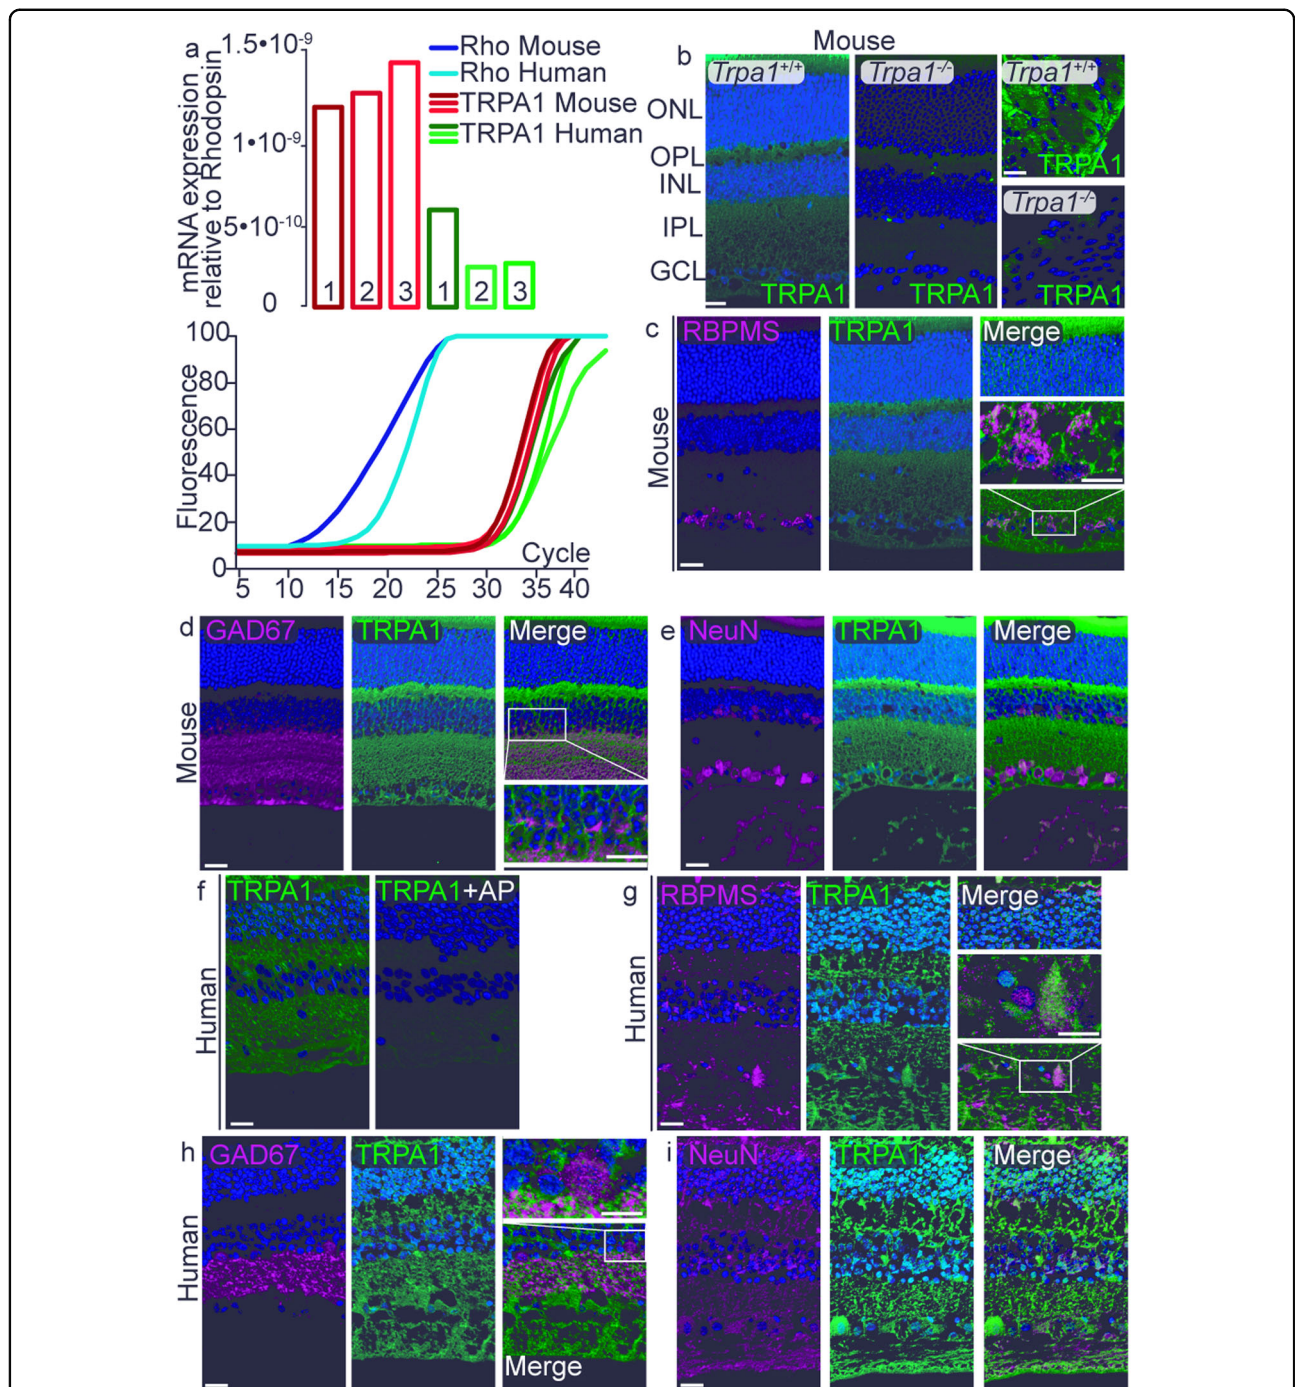 a
1.5•10-9
1•10-9
5•10-10
0
mRNA expression
relative to Rhodopsin
Rho Mouse
Rho Human
TRPA1 Mouse
TRPA1 Human
1 2 3 1 2 3
100
80
60
40
20
0
Fluorescence
Cycle
5 10 15 20 25 30 35 40
Mouse
b
Trpa1+/+
Trpa1-/-
Trpa1+/+
ONL
OPL
INL
IPL
GCL
TRPA1
TRPA1
TRPA1
Trpa1-/-
TRPA1
c
Mouse
RBPMS
TRPA1
Merge
d
Mouse
GAD67
TRPA1
Merge
e
NeuN
TRPA1
Merge
f
Human
TRPA1
TRPA1+AP
g
Human
RBPMS
TRPA1
Merge
h
Human
GAD67
TRPA1
Merge
i
NeuN
TRPA1
Merge